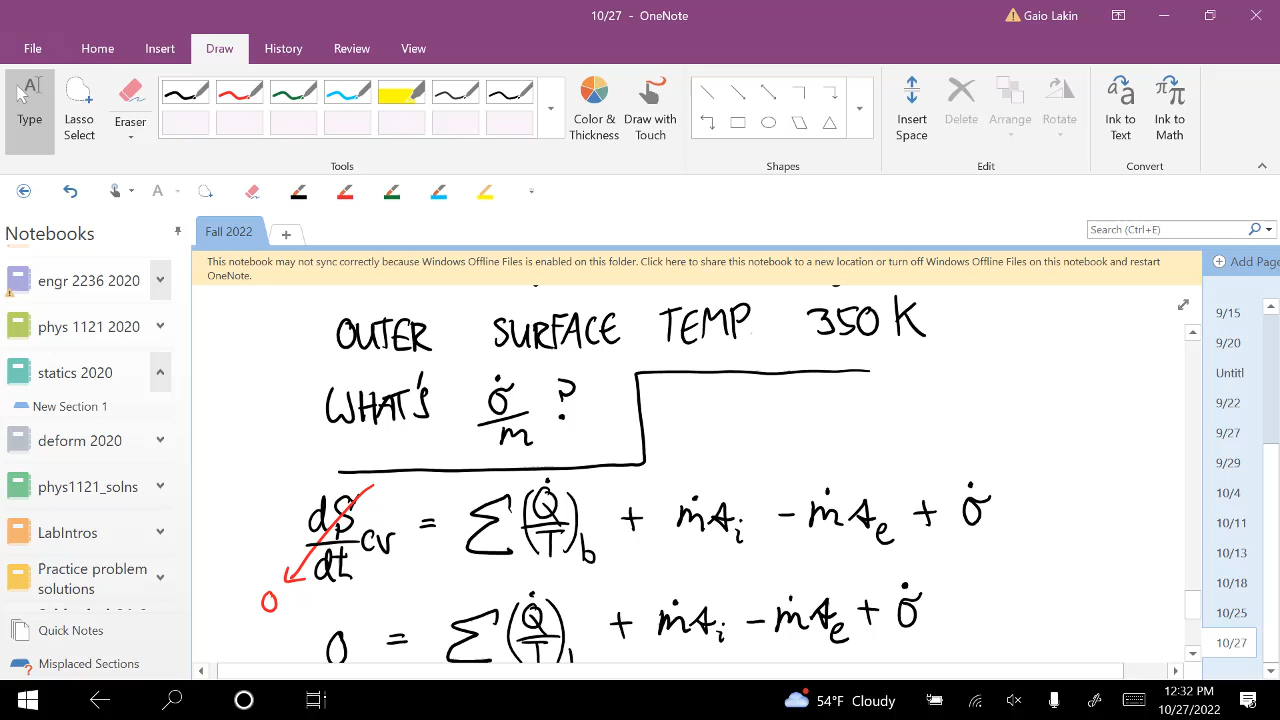 10/27 - OneNote
Gaio Lakin
File Home Insert Draw History Review View
Type
Lasso Select
Eraser
Color & Thickness
Draw with Touch
Insert Space
Delete
Arrange
Rotate
Ink to Text
Ink to Math
Tools Shapes Edit Convert
Notebooks
Fall 2022
Search (Ctrl+E)
This notebook may not sync correctly because Windows Offline Files is enabled on this folder. Click here to share this notebook to a new location or turn off Windows Offline Files on this notebook and restart
OneNote.
Add Page
engr 2236 2020
phys 1121 2020
statics 2020
New Section 1
deform 2020
phys1121_solns
LabIntros
Practice problem
solutions
Quick Notes
Misplaced Sections
OUTER SURFACE TEMP. 350 K
WHAT'S σ̇/m ?
dS/dt cv = Σ(Q̇/T)b + ṁsi - ṁse + σ̇
0
0 = Σ(Q̇/T)b + ṁsi - ṁse + σ̇
9/15
9/20
Untitl
9/22
9/27
9/29
10/4
10/11
10/13
10/18
10/25
10/27
54°F Cloudy
12:32 PM
10/27/2022